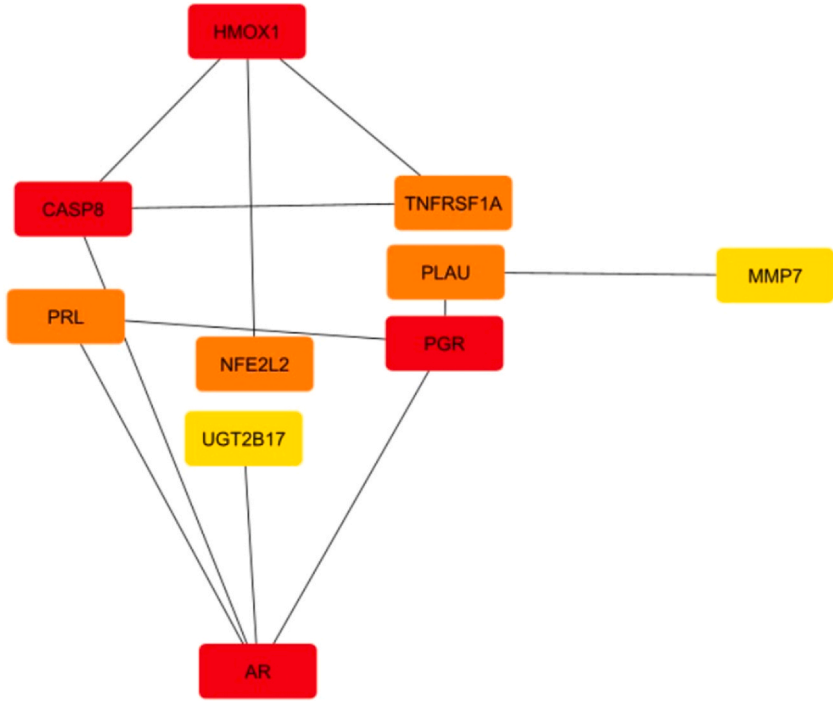 HMOX1
CASP8
TNFRSF1A
PLAU
MMP7
PRL
PGR
NFE2L2
UGT2B17
AR